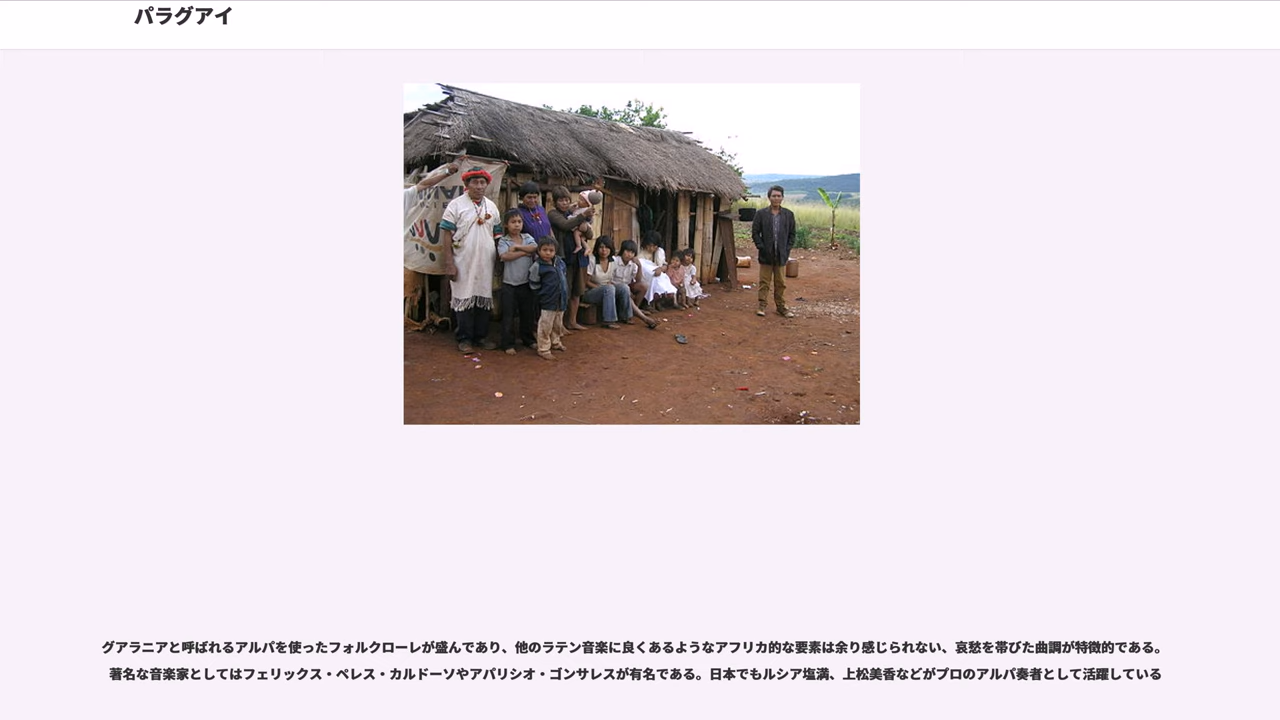 パラグアイ
グアラニアと呼ばれるアルパを使ったフォルクローレが盛んであり、他のラテン音楽に良くあるようなアフリカ的な要素は余り感じられない、哀愁を帯びた曲調が特徴的である。
著名な音楽家としてはフェリックス・ペレス・カルドーソやアパリシオ・ゴンサレスが有名である。日本でもルシア塩満、上松美香などがプロのアルパ奏者として活躍している